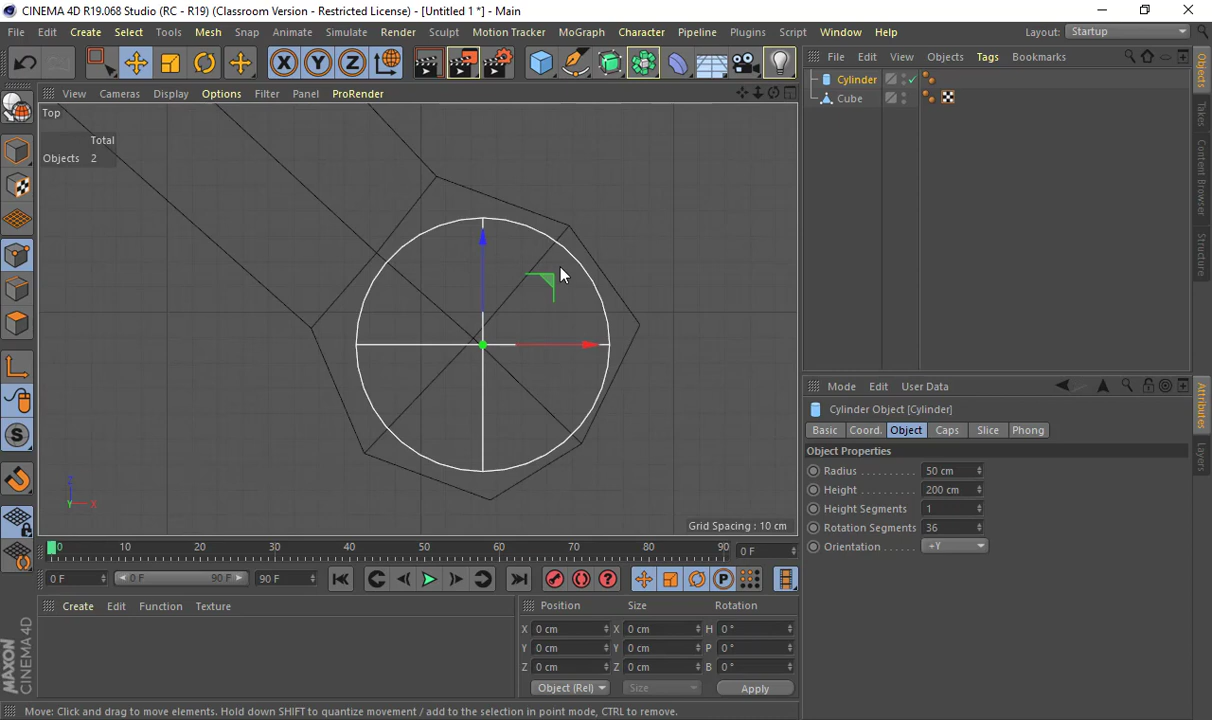 CINEMA 4D R19.068 Studio (RC - R19) (Classroom Version - Restricted License) - [Untitled 1 *] - Main
File Edit Create Select Tools Mesh Snap Animate Simulate Render Sculpt Motion Tracker MoGraph Character Pipeline Plugins Script Window Help Layout: Startup
X Y Z
File Edit View Objects Tags Bookmarks
View Cameras Display Options Filter Panel ProRender
Top
Total
Objects 2
Cylinder
Cube
Objects
Takes
Content Browser
Structure
Z
Y X
Grid Spacing : 10 cm
Mode Edit User Data
Cylinder Object [Cylinder]
Basic Coord. Object Caps Slice Phong
Object Properties
Radius . . . . . . . . . . 50 cm
Height . . . . . . . . . . 200 cm
Height Segments 1
Rotation Segments 36
Orientation . . . . . . +Y
Attributes
Layers
S
0 10 20 30 40 50 60 70 80 90 0 F
0 F 0 F 90 F 90 F
P
Create Edit Function Texture
Position Size Rotation
X 0 cm X 0 cm H 0 °
Y 0 cm Y 0 cm P 0 °
Z 0 cm Z 0 cm B 0 °
Object (Rel) Size Apply
MAXON CINEMA 4D
Move: Click and drag to move elements. Hold down SHIFT to quantize movement / add to the selection in point mode, CTRL to remove.